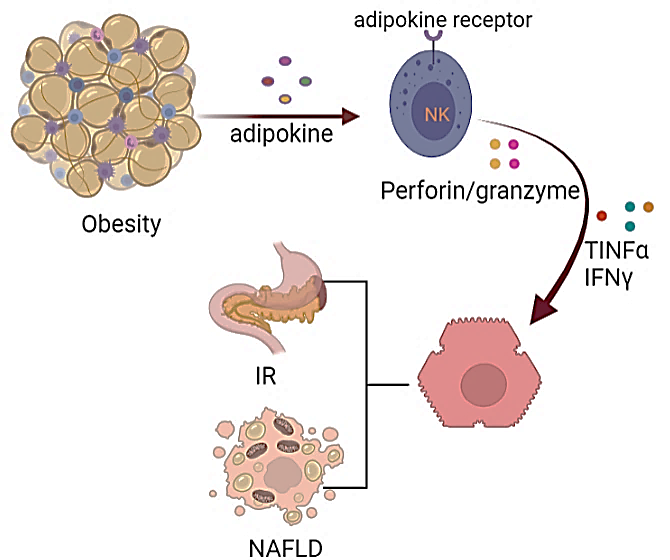 adipokine receptor
NK
adipokine
Obesity
Perforin/granzyme
TINFα
IFNγ
IR
NAFLD